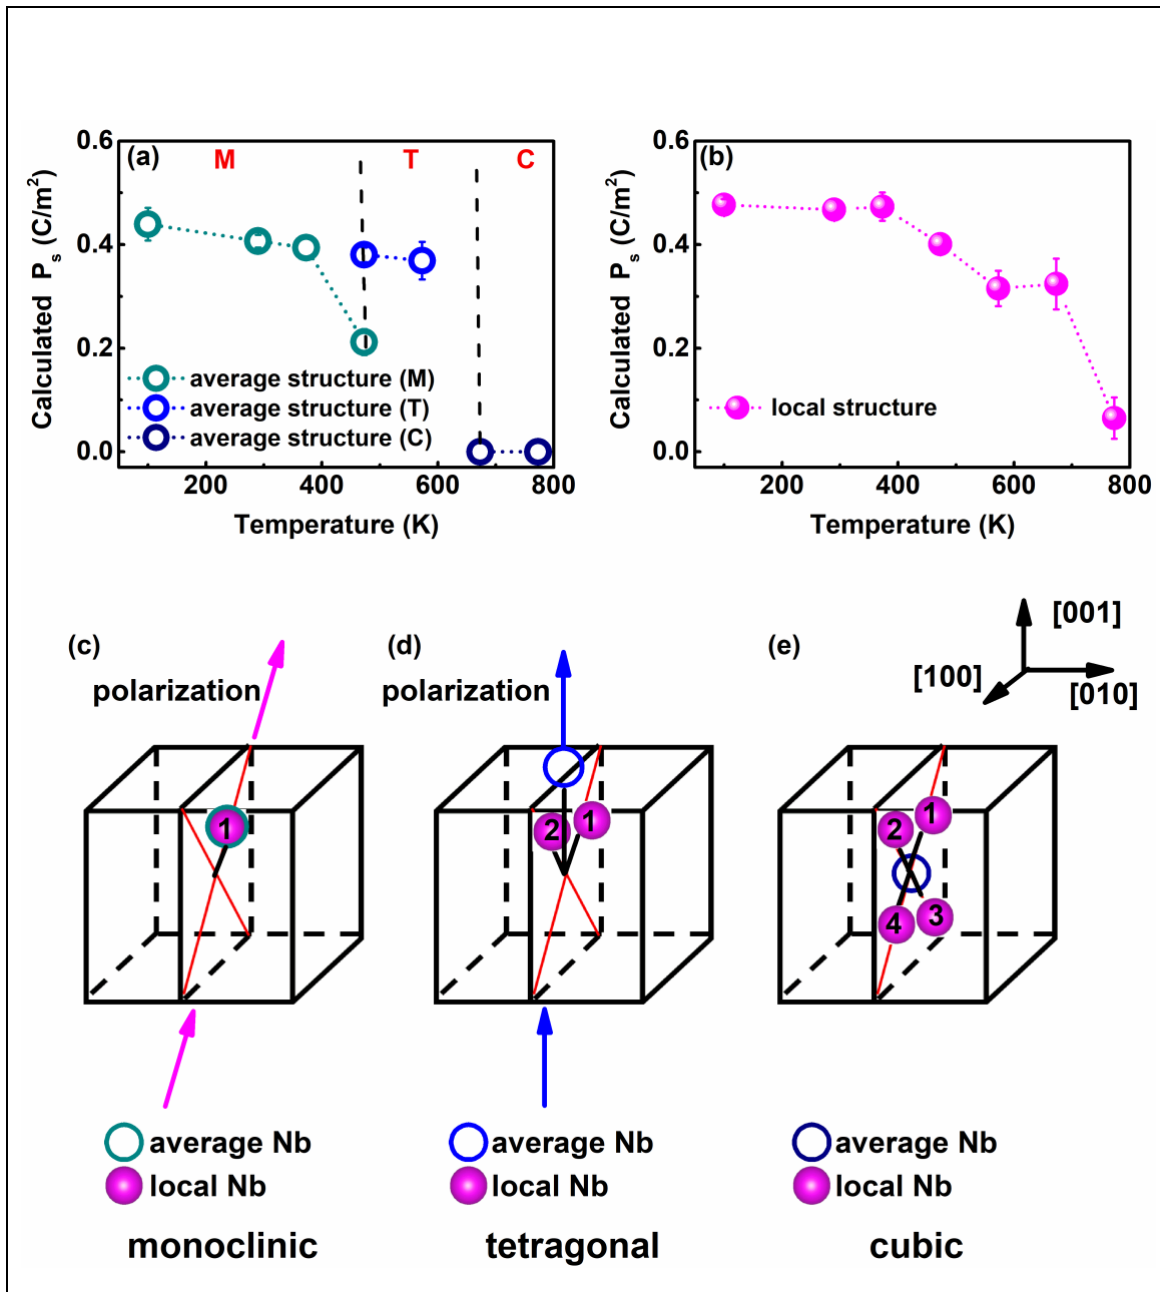 (a)
M
T
C
0.6
0.4
0.2
0.0
Calculated P_s (C/m²)
average structure (M)
average structure (T)
average structure (C)
200
400
600
800
Temperature (K)
(b)
0.6
0.4
0.2
0.0
Calculated P_s (C/m²)
local structure
200
400
600
800
Temperature (K)
(c)
polarization
1
average Nb
local Nb
monoclinic
(d)
polarization
2
1
average Nb
local Nb
tetragonal
(e)
[001]
[100]
[010]
1
2
4
3
average Nb
local Nb
cubic